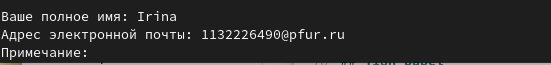 Ваше полное имя: Irina
Адрес электронной почты: 1132226490@pfur.ru
Примечание: